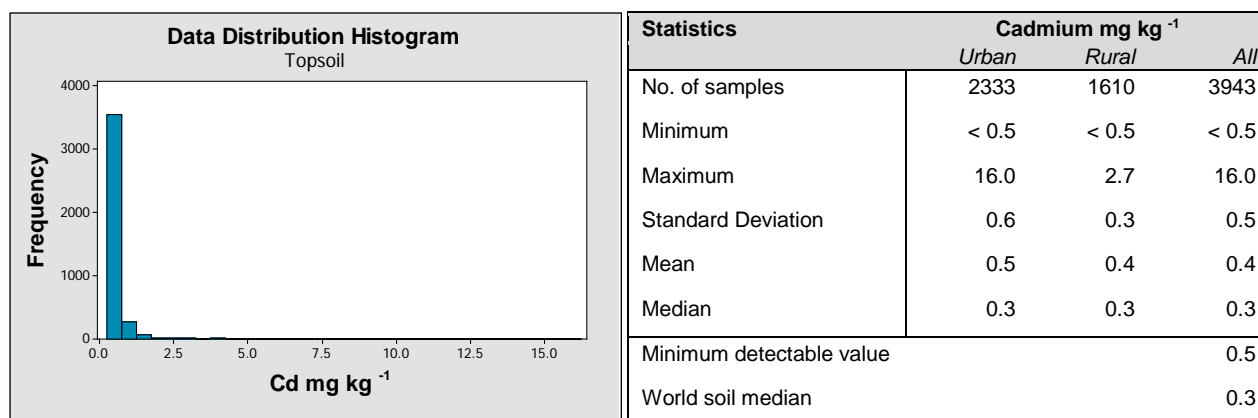 Data Distribution Histogram
Topsoil
4000
3000
2000
1000
0
Frequency
0.0 2.5 5.0 7.5 10.0 12.5 15.0
Cd mg kg -1
Statistics Cadmium mg kg -1
Urban Rural All
No. of samples 2333 1610 3943
Minimum < 0.5 < 0.5 < 0.5
Maximum 16.0 2.7 16.0
Standard Deviation 0.6 0.3 0.5
Mean 0.5 0.4 0.4
Median 0.3 0.3 0.3
Minimum detectable value 0.5
World soil median 0.3